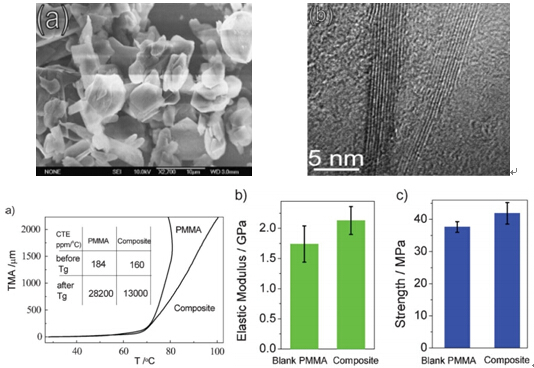 (a)
NONE SEI 10.0kV X2,700 10μm WD 3.0mm
(b)
5 nm
a)
TMA /μm
2000
1500
1000
500
0
CTE
ppm/°C)
PMMA
Composite
before
Tg
184
160
after
Tg
28200
13000
PMMA
Composite
40
60
80
100
T /°C
b)
Elastic Modulus / GPa
2.0
1.5
1.0
0.5
0.0
Blank PMMA
Composite
c)
Strength / MPa
40
30
20
10
0
Blank PMMA
Composite